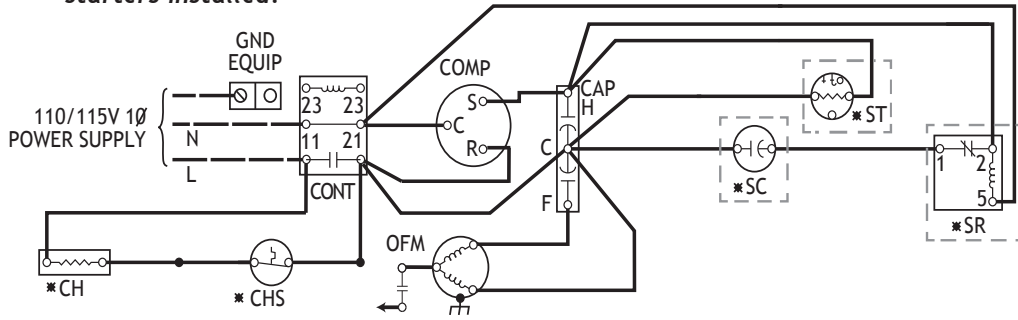 starters installed.
GND
EQUIP
COMP
CAP
110/115V 1Ø
POWER SUPPLY
N
L
23 23
11 21
CONT
S
C
R
H
C
F
※ST
※SC
1 2
5
※SR
OFM
※CH
※CHS